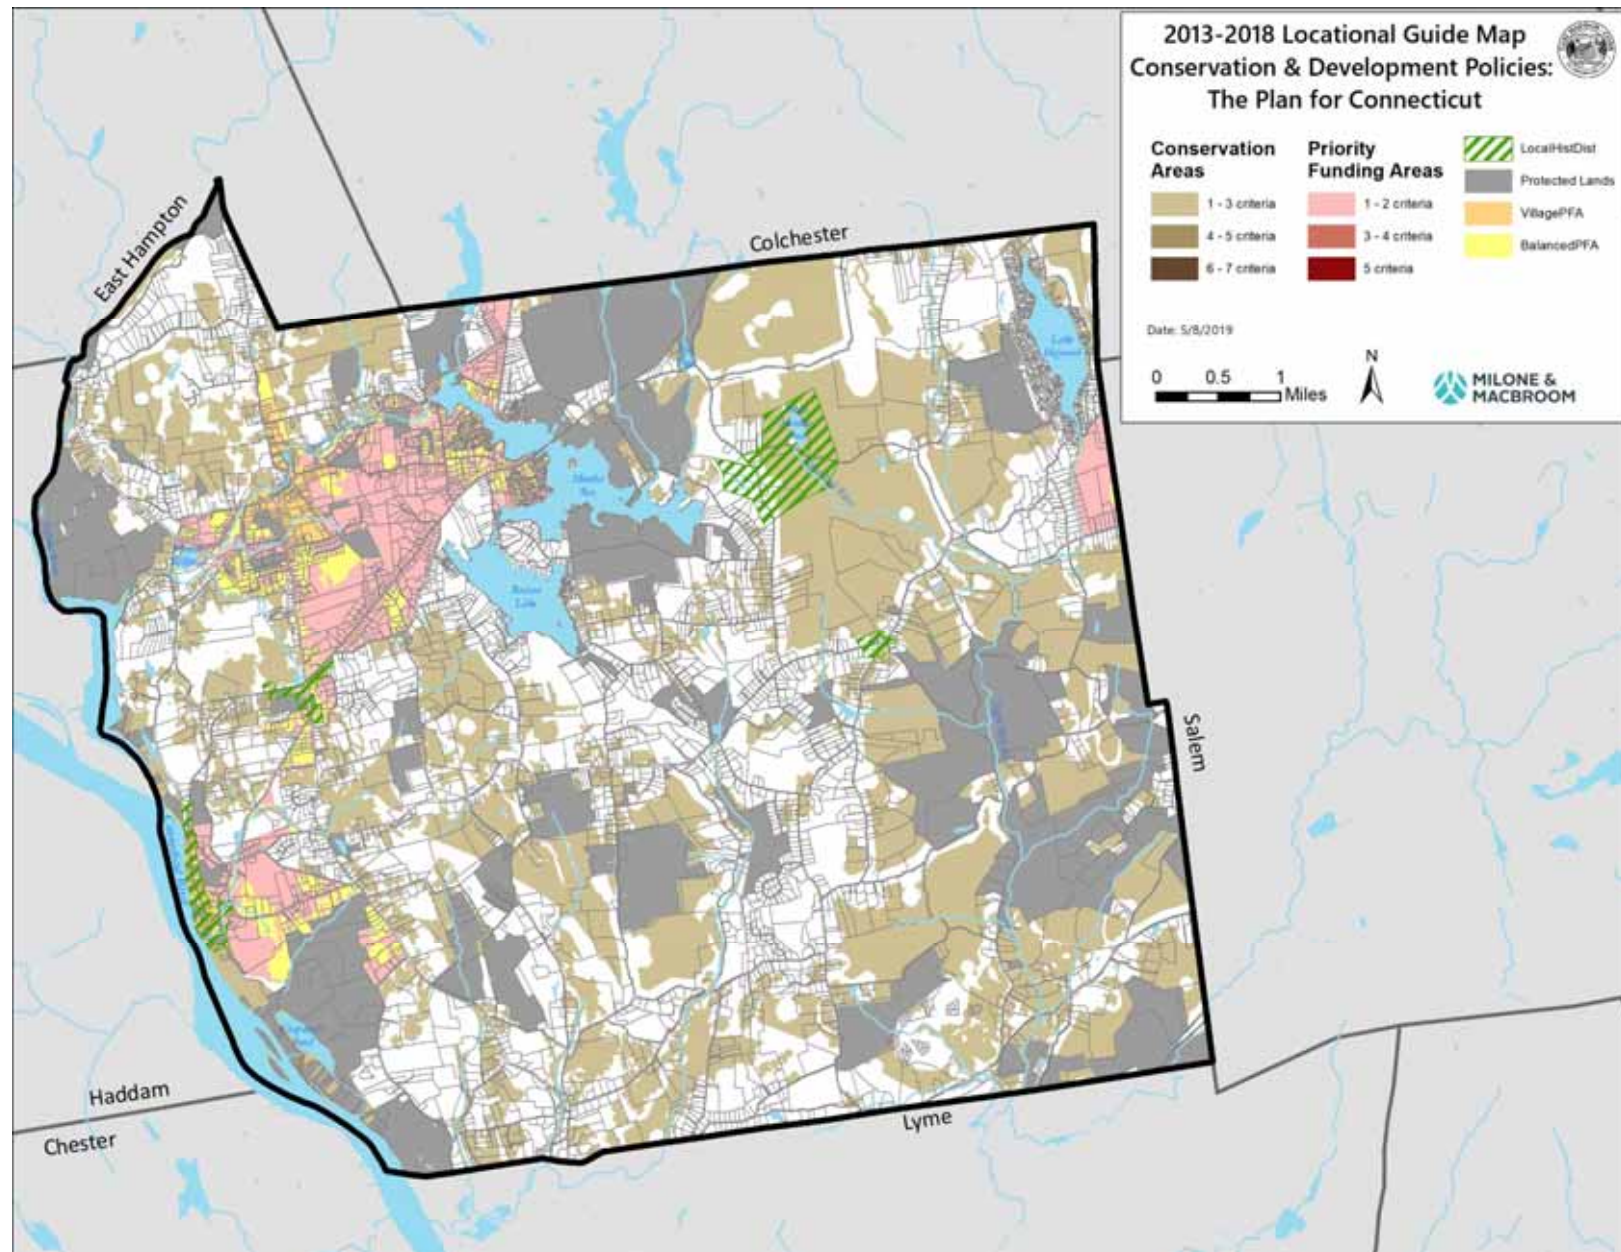 2013-2018 Locational Guide Map
Conservation & Development Policies:
The Plan for Connecticut
Conservation
Areas
1 - 3 criteria
4 - 5 criteria
6 - 7 criteria
Priority
Funding Areas
1 - 2 criteria
3 - 4 criteria
5 criteria
LocalHistDist
Protected Lands
VillagePFA
BalancedPFA
Date: 5/8/2019
0 0.5 1
Miles
N
MILONE &
MACBROOM
East Hampton
Colchester
Salem
Lyme
Haddam
Chester
Lake
Lake